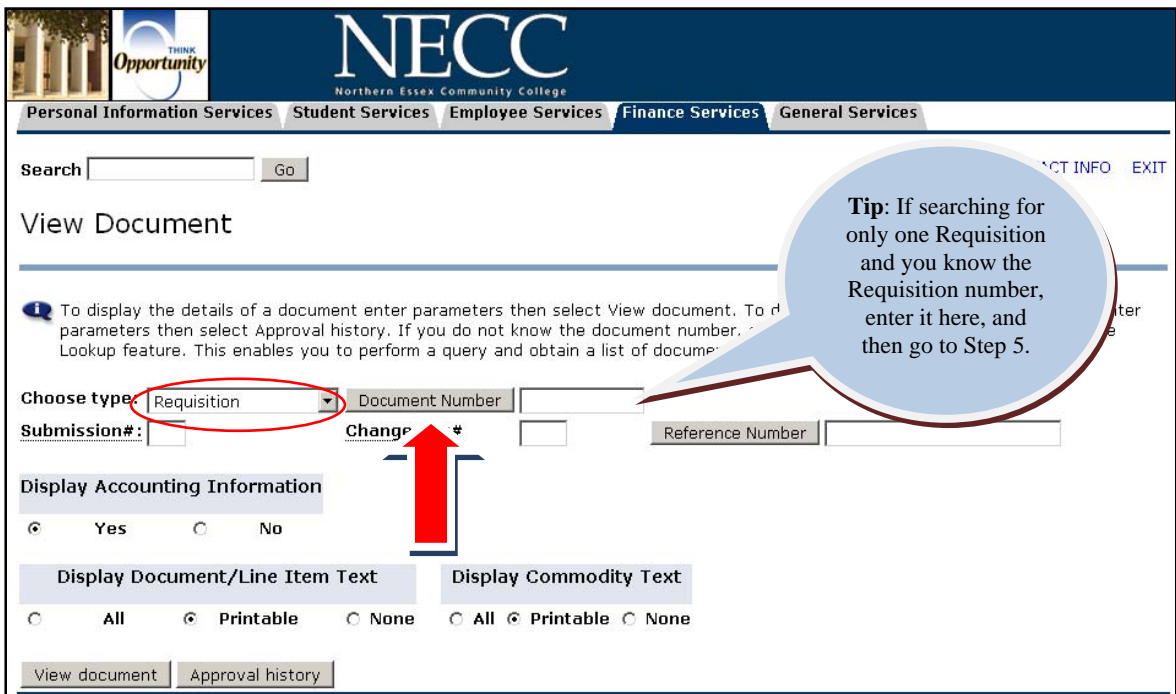 THINK
Opportunity
NECC
Northern Essex Community College
Personal Information Services Student Services Employee Services Finance Services General Services
Search Go
ACT INFO EXIT
View Document
Tip: If searching for
only one Requisition
and you know the
Requisition number,
enter it here, and
then go to Step 5.
To display the details of a document enter parameters then select View document. To
parameters then select Approval history. If you do not know the document number,
Lookup feature. This enables you to perform a query and obtain a list of
Choose type: Requisition Document Number
Submission#: Change # Reference Number
Display Accounting Information
Yes No
Display Document/Line Item Text Display Commodity Text
All Printable None All Printable None
View document Approval history